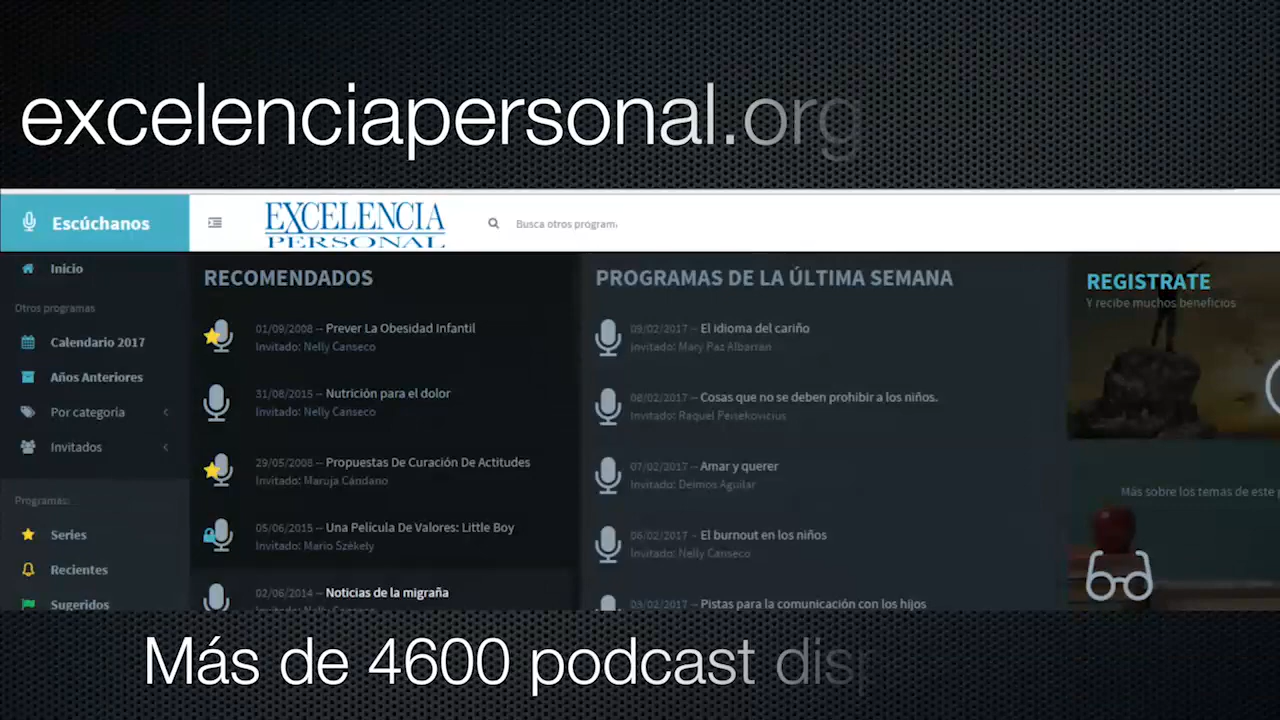 excelenciapersonal.org
Escúchanos
EXCELENCIA
PERSONAL
Busca otros program
Inicio
Otros programas
Calendario 2017
Años Anteriores
Por categoría
Invitados
Programas:
Series
Recientes
Sugeridos
RECOMENDADOS
01/09/2008 -- Prever La Obesidad Infantil
Invitado: Nelly Canseco
31/08/2015 -- Nutrición para el dolor
Invitado: Nelly Canseco
29/05/2008 -- Propuestas De Curación De Actitudes
Invitado: Maruja Cándano
05/06/2015 -- Una Película De Valores: Little Boy
Invitado: Mario Székely
02/06/2014 -- Noticias de la migraña
Invitado: Nelly Canseco
PROGRAMAS DE LA ÚLTIMA SEMANA
09/02/2017 -- El idioma del cariño
Invitado: Mary Paz Albarrán
08/02/2017 -- Cosas que no se deben prohibir a los niños.
Invitado: Raquel Persekovicius
07/02/2017 -- Amar y querer
Invitado: Deimos Aguilar
06/02/2017 -- El burnout en los niños
Invitado: Nelly Canseco
03/02/2017 -- Pistas para la comunicación con los hijos
REGISTRATE
Y recibe muchos beneficios
Más sobre los temas de este
Más de 4600 podcast disp